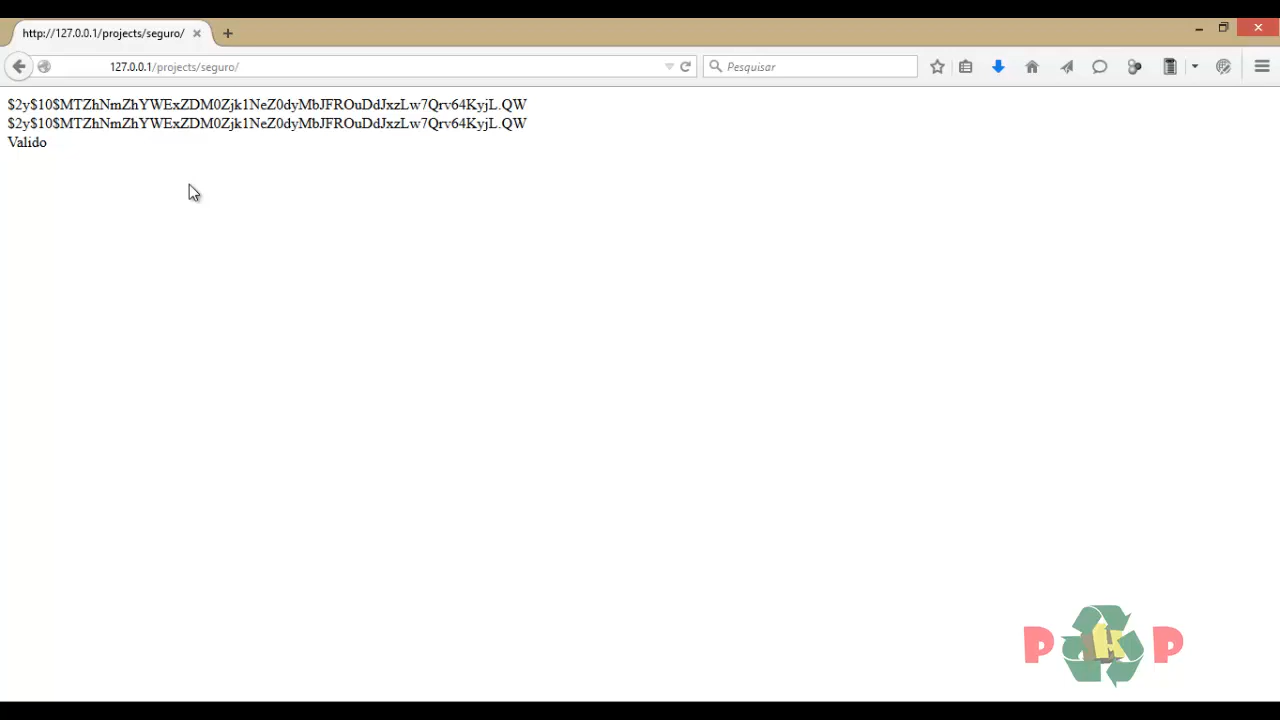 http://127.0.0.1/projects/seguro/
127.0.0.1/projects/seguro/
Pesquisar
$2y$10$MTZhNmZhYWExZDM0Zjk1NeZ0dyMbJFROuDdJxzLw7Qrv64KyjL.QW
$2y$10$MTZhNmZhYWExZDM0Zjk1NeZ0dyMbJFROuDdJxzLw7Qrv64KyjL.QW
Valido
PHP